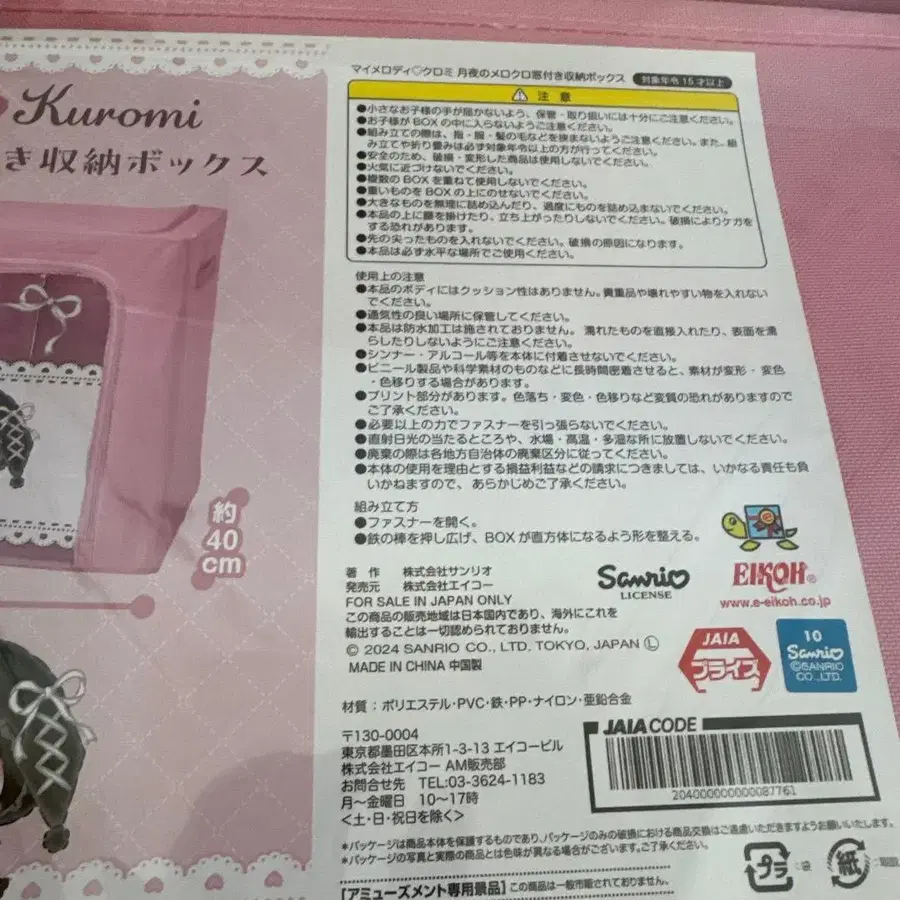 Kuromi
き収納ボックス
約
40
cm
マイメロディ♡クロミ 月夜のメロクロ窓付き収納ボックス 対象年令15才以上
⚠ 注意
●小さなお子様の手が届かないよう、保管・取り扱いには十分にご注意ください。
●お子様がBOXの中に入らないようご注意ください。
●組み立ての際は、指・腕・髪の毛などを挟まないようご注意ください。また、組
み立てや折り畳みは必ず対象年令以上の方が行ってください。
●安全のため、破損・変形した商品は使用しないでください。
●火気に近づけないでください。
●複数のBOXを重ねて使用しないでください。
●重いものをBOXの上にのせないでください。
●大きなものを無理に詰め込んだり、過度にものを詰め込まないでください。
●本品の上に腰を掛けたり、立ち上がったりしないでください。破損によりケガを
する恐れがあります。
●先の尖ったものを入れないでください。破損の原因になります。
●本品は必ず水平な場所でご使用ください。
使用上の注意
●本品のボディにはクッション性はありません。貴重品や壊れやすい物を入れない
でください。
●通気性の良い場所に保管してください。
●本品は防水加工は施されておりません。濡れたものを直接入れたり、表面を濡
らしたりしないようにご注意ください。
●シンナー・アルコール等を本体に付着させないでください。
●ビニール製品や科学素材のものなどに長時間密着させると、素材が変形・変色
・色移りする場合があります。
●プリント部分があります。色落ち・変色・色移りなど変質の恐れがありますので
ご了承ください。
●必要以上の力でファスナーを引っ張らないでください。
●直射日光の当たるところや、水場・高温・多湿な所に放置しないでください。
●廃棄の際は各地方自治体の廃棄区分に従ってください。
●本体の使用を理由とする損益利益などの請求につきましては、いかなる責任も負
いかねますので、あらかじめご了承ください。
組み立て方
●ファスナーを開く。
●鉄の棒を押し広げ、BOXが直方体になるよう形を整える。
著 作 株式会社サンリオ
発売元 株式会社エイコー
FOR SALE IN JAPAN ONLY
この商品の販売地域は日本国内であり、海外にこれを
輸出することは一切認められておりません。
© 2024 SANRIO CO., LTD. TOKYO, JAPAN Ⓛ
MADE IN CHINA 中国製
Sanrio
LICENSE
EIKOH®
www.e-eikoh.co.jp
JAIA
プライズ
10
Sanrio
©SANRIO
CO.,LTD.
材質：ポリエステル・PVC・鉄・PP・ナイロン・亜鉛合金
〒130-0004
東京都墨田区本所1-3-13 エイコービル
株式会社エイコー AM販売部
お問合せ先 TEL:03-3624-1183
月～金曜日 10～17時
<土・日・祝日を除く>
JAIA CODE
2040000000087761
*パッケージは商品本体を保護するものであり、パッケージのみの破損における商品交換はご遠慮いただきますようお願いいたします。
*パッケージの写真と実際の商品とは色味が異なる場合がございます。ご了承ください。
[アミューズメント専用景品] この商品は一般市販されておりません。
プラ
紙